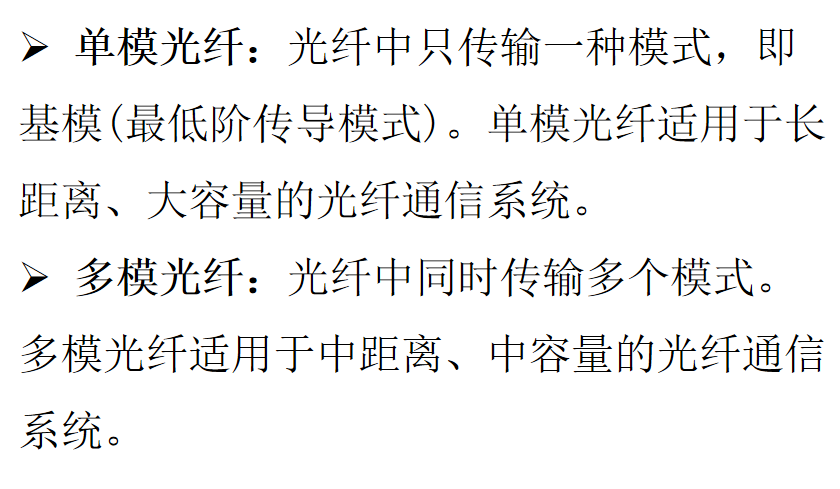 ➢ 单模光纤：光纤中只传输一种模式，即
基模(最低阶传导模式)。单模光纤适用于长
距离、大容量的光纤通信系统。
➢ 多模光纤：光纤中同时传输多个模式。
多模光纤适用于中距离、中容量的光纤通信
系统。